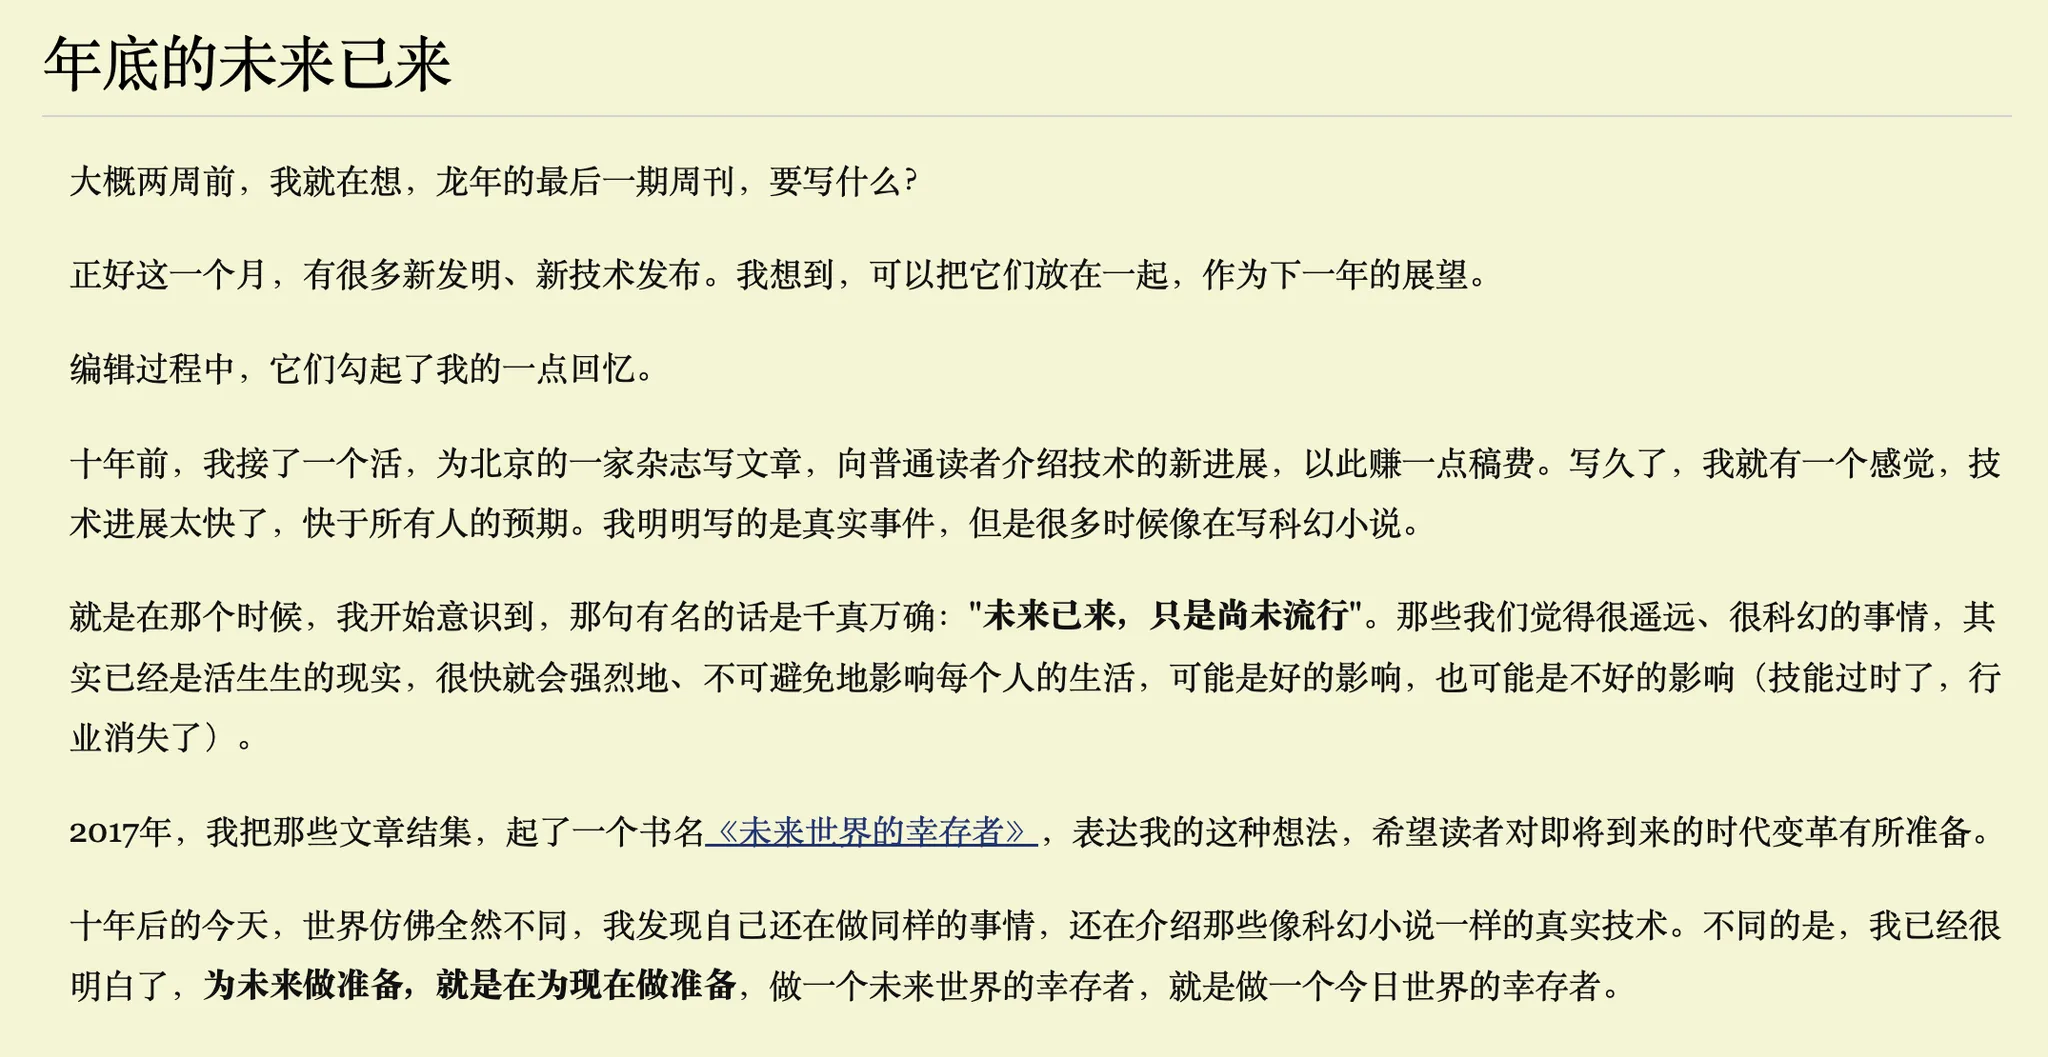 年底的未来已来
大概两周前，我就在想，龙年的最后一期周刊，要写什么？
正好这一个月，有很多新发明、新技术发布。我想到，可以把它们放在一起，作为下一年的展望。
编辑过程中，它们勾起了我的一点回忆。
十年前，我接了一个活，为北京的一家杂志写文章，向普通读者介绍技术的新进展，以此赚一点稿费。写久了，我就有一个感觉，技
术进展太快了，快于所有人的预期。我明明写的是真实事件，但是很多时候像在写科幻小说。
就是在那个时候，我开始意识到，那句有名的话是千真万确："未来已来，只是尚未流行"。那些我们觉得很遥远、很科幻的事情，其
实已经是活生生的现实，很快就会强烈地、不可避免地影响每个人的生活，可能是好的影响，也可能是不好的影响（技能过时了，行
业消失了）。
2017年，我把那些文章结集，起了一个书名《未来世界的幸存者》，表达我的这种想法，希望读者对即将到来的时代变革有所准备。
十年后的今天，世界仿佛全然不同，我发现自己还在做同样的事情，还在介绍那些像科幻小说一样的真实技术。不同的是，我已经很
明白了，为未来做准备，就是在为现在做准备，做一个未来世界的幸存者，就是做一个今日世界的幸存者。